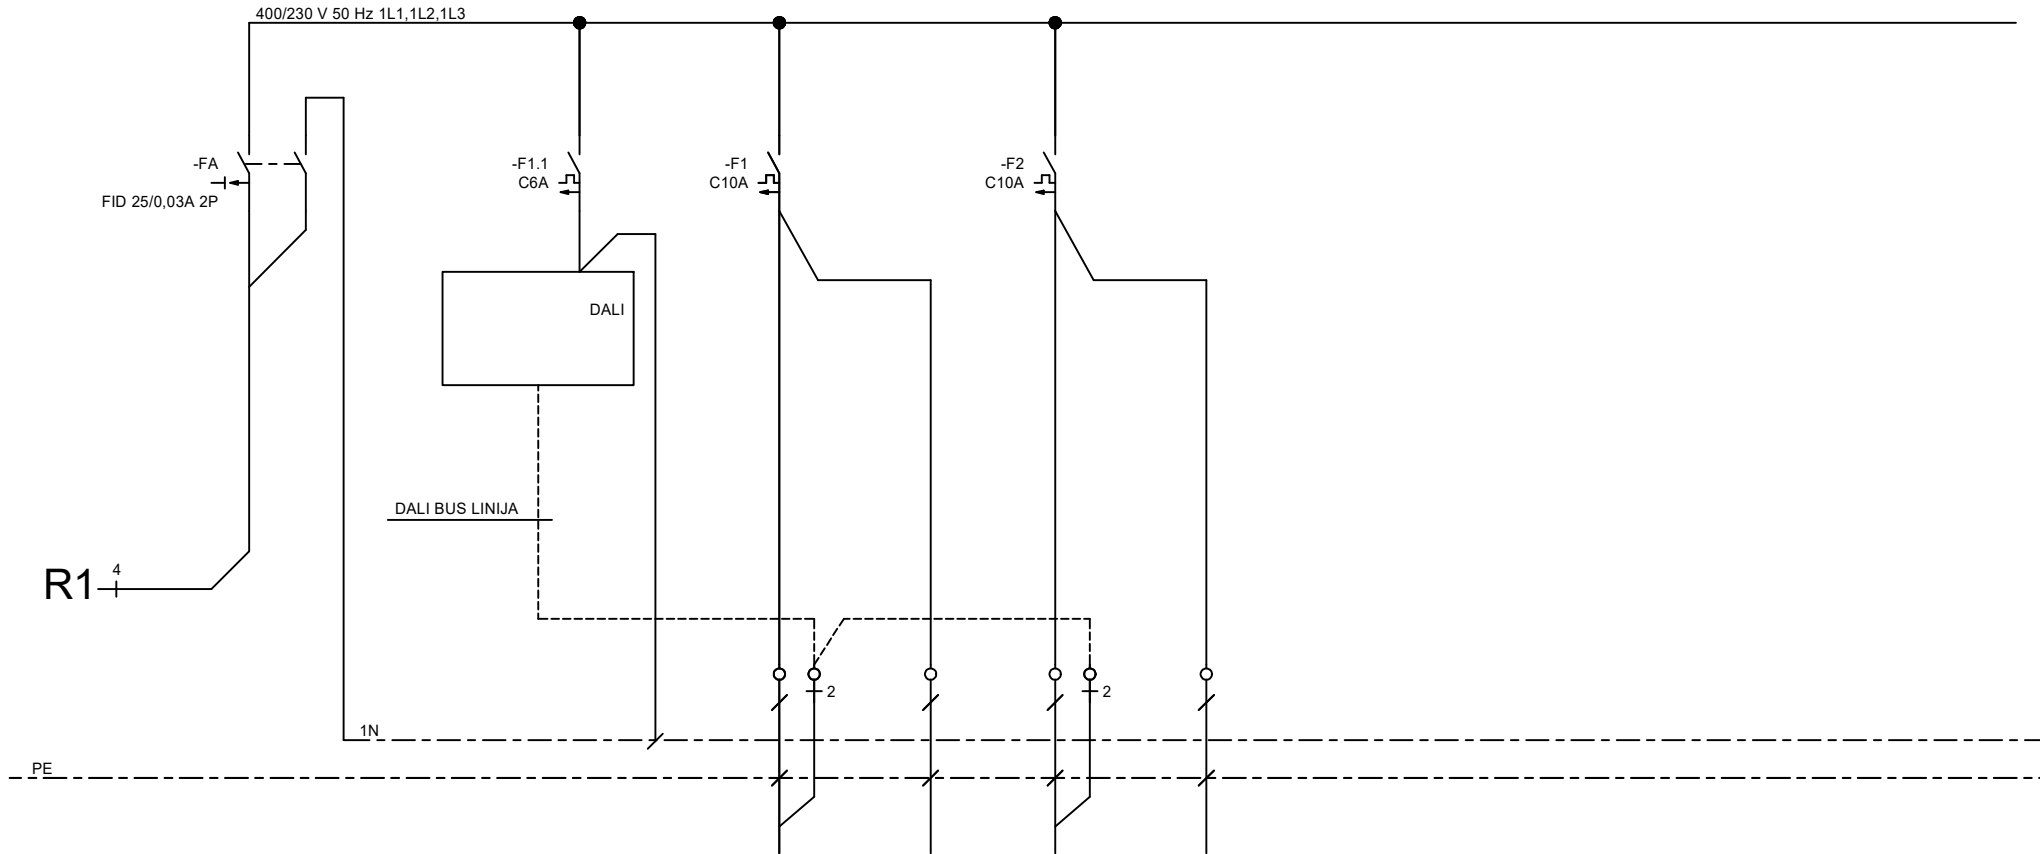 400/230 V 50 Hz 1L1,1L2,1L3
-FA
FID 25/0,03A 2P
-F1.1
C6A
-F1
C10A
-F2
C10A
DALI
DALI BUS LINIJA
R1
4
2
2
1N
PE